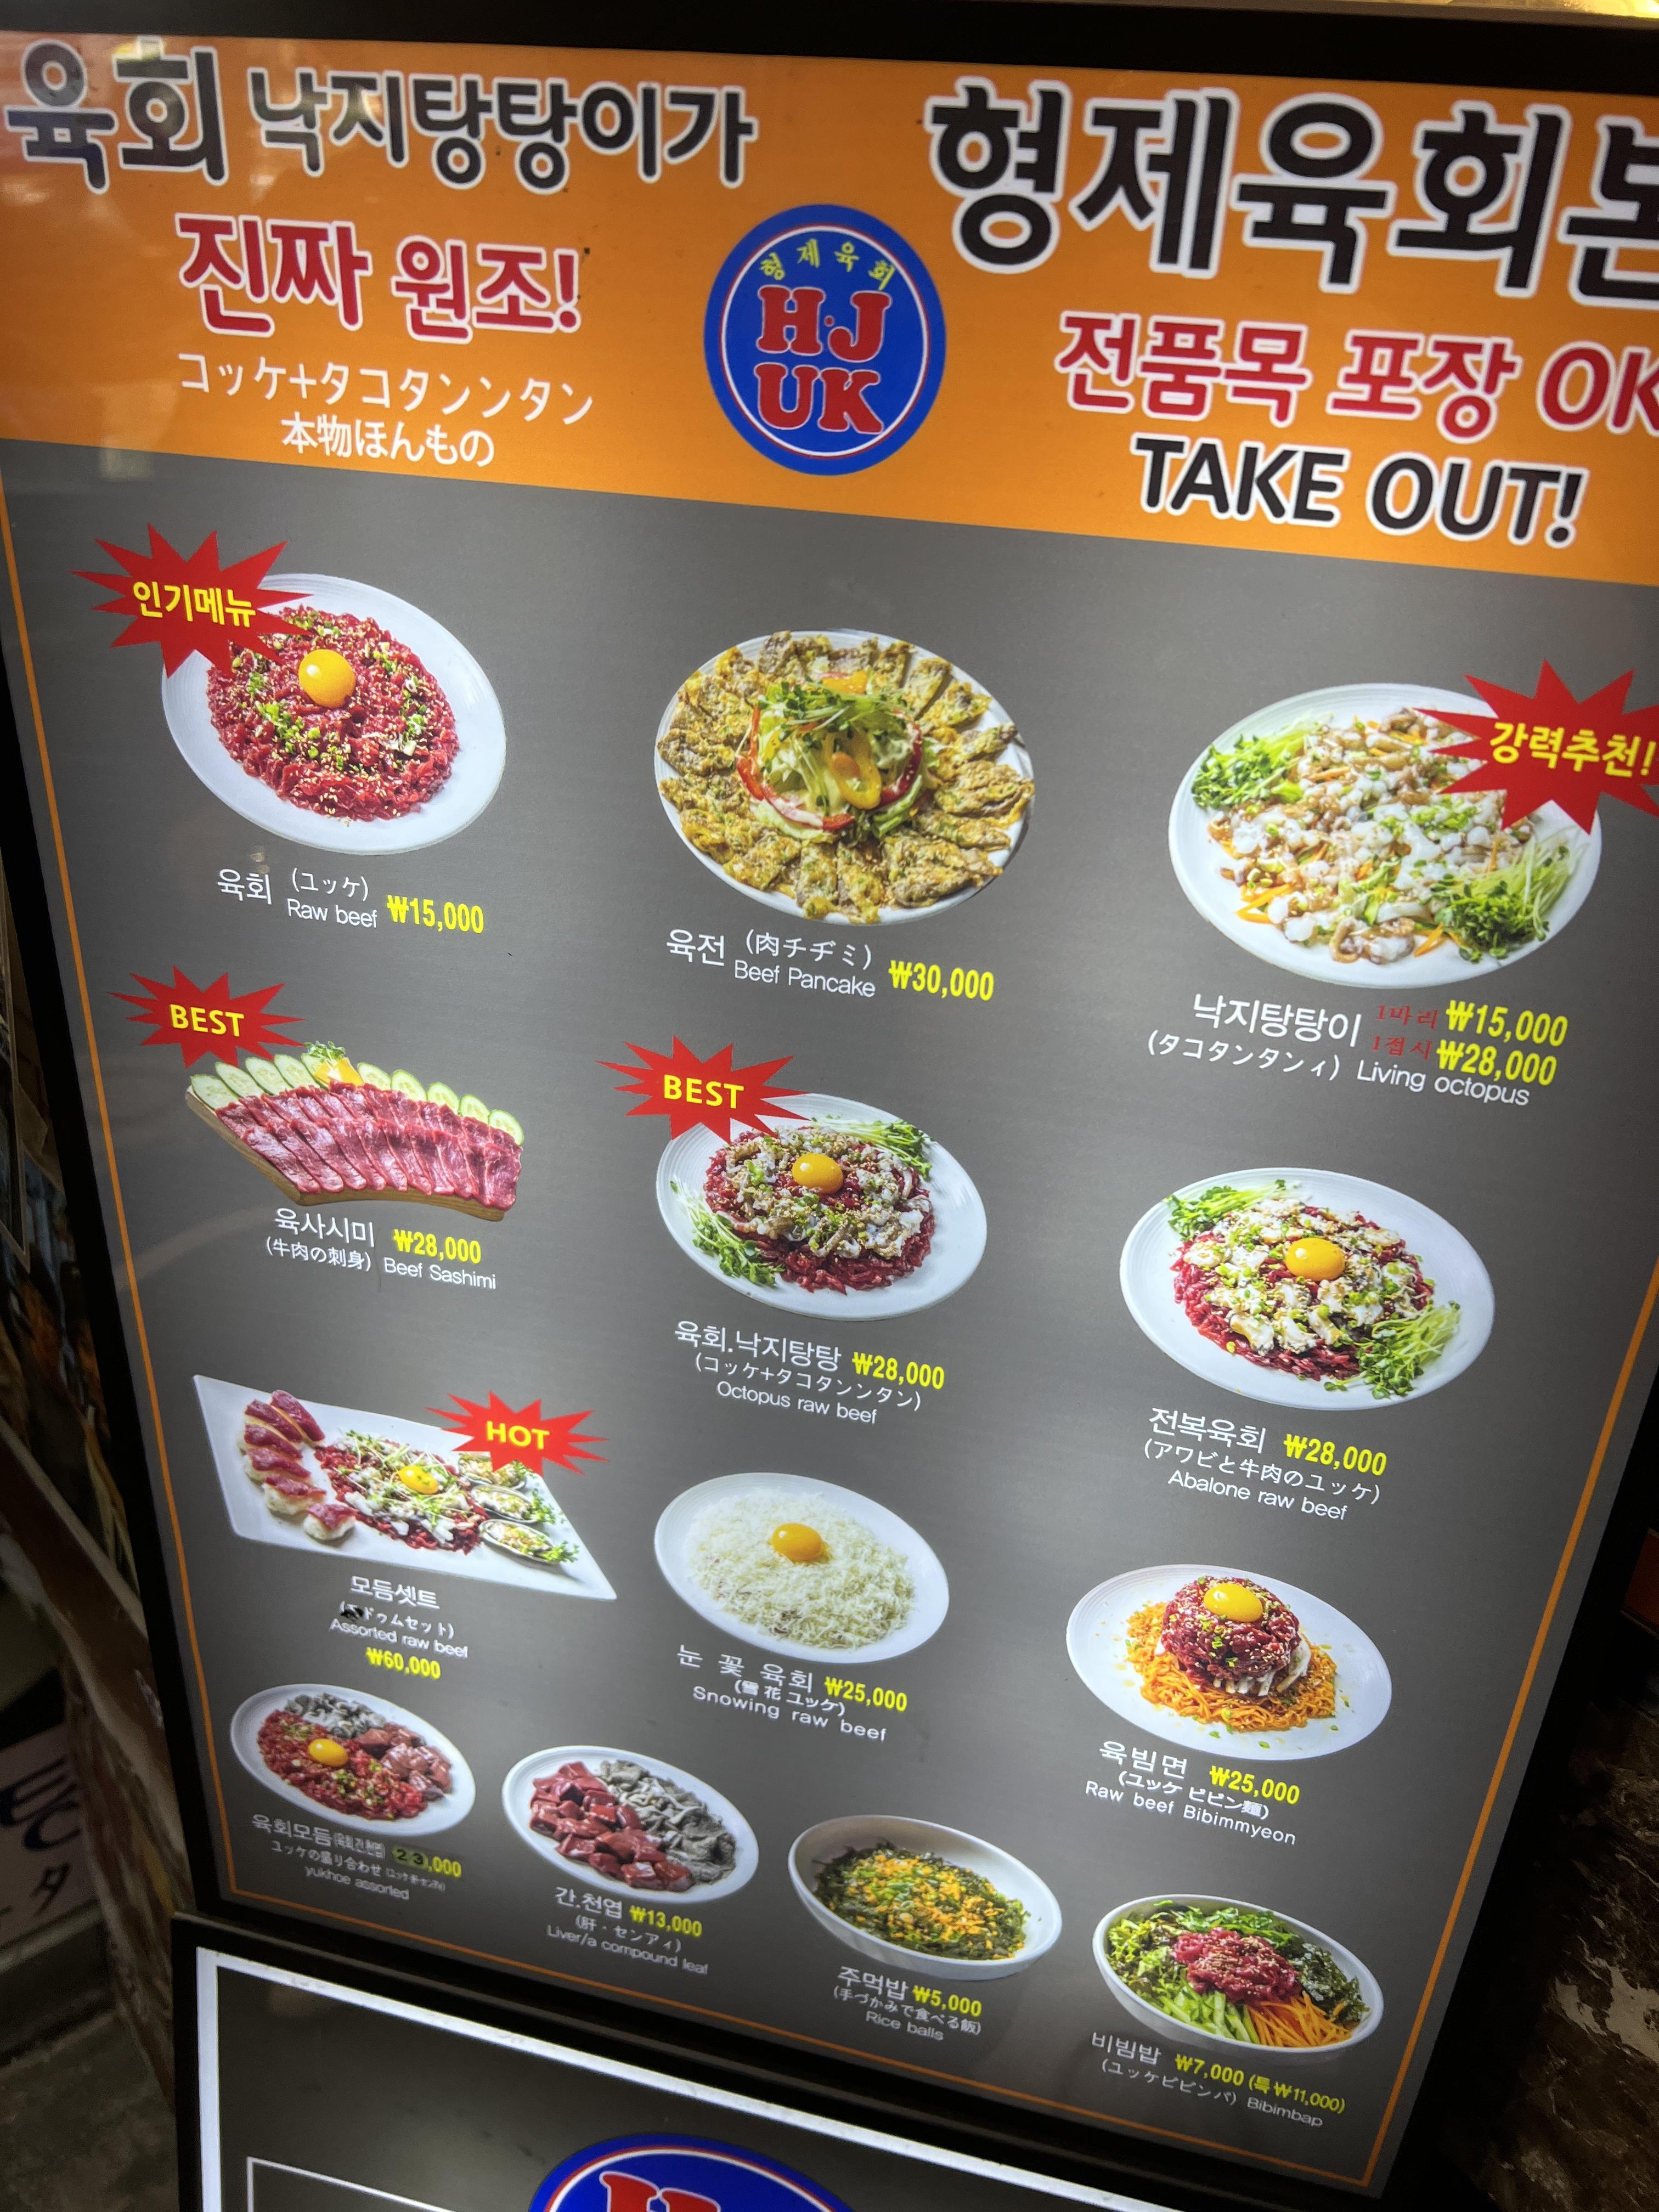 육회 낙지탕탕이가
진짜 원조!
コッケ+タコタンンタン
本物ほんもの
형제육회
H·J
UK
형제육회본
전품목 포장 OK
TAKE OUT!
인기메뉴
육회 (ユッケ) Raw beef ₩15,000
육전 (肉チヂミ) Beef Pancake ₩30,000
강력추천!
낙지탕탕이 1마리 ₩15,000
1접시 ₩28,000
(タコタンタンィ) Living octopus
BEST
육사시미 ₩28,000
(牛肉の刺身) Beef Sashimi
BEST
육회.낙지탕탕 ₩28,000
(コッケ+タコタンンタン)
Octopus raw beef
전복육회 ₩28,000
(アワビと牛肉のユッケ)
Abalone raw beef
HOT
모듬셋트
ドゥムセット)
Assorted raw beef
₩60,000
눈 꽃 육회 ₩25,000
(雪花 ユッケ)
Snowing raw beef
육빔면 ₩25,000
(ユッケ ビビン麺)
Raw beef Bibimmyeon
육회모듬 23,000
ユッケの盛り合わせ
yukhoe assorted
간.천엽 ₩13,000
(肝・センアィ)
Liver/a compound leaf
주먹밥 ₩5,000
(手づかみで食べる飯)
Rice balls
비빔밥 ₩7,000 (특 ₩11,000)
(ユッケビビンバ) Bibimbap